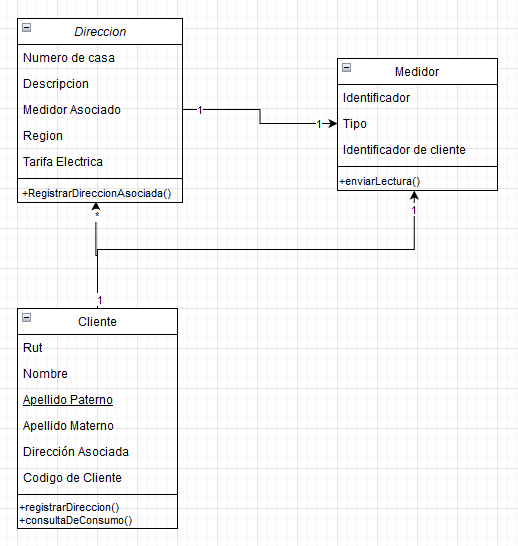 Direccion
Numero de casa
Descripcion
Medidor Asociado
Region
Tarifa Electrica
+RegistrarDireccionAsociada()
1
1
Medidor
Identificador
Tipo
Identificador de cliente
+enviarLectura()
*
1
1
Cliente
Rut
Nombre
Apellido Paterno
Apellido Materno
Dirección Asociada
Codigo de Cliente
+registrarDireccion()
+consultaDeConsumo()